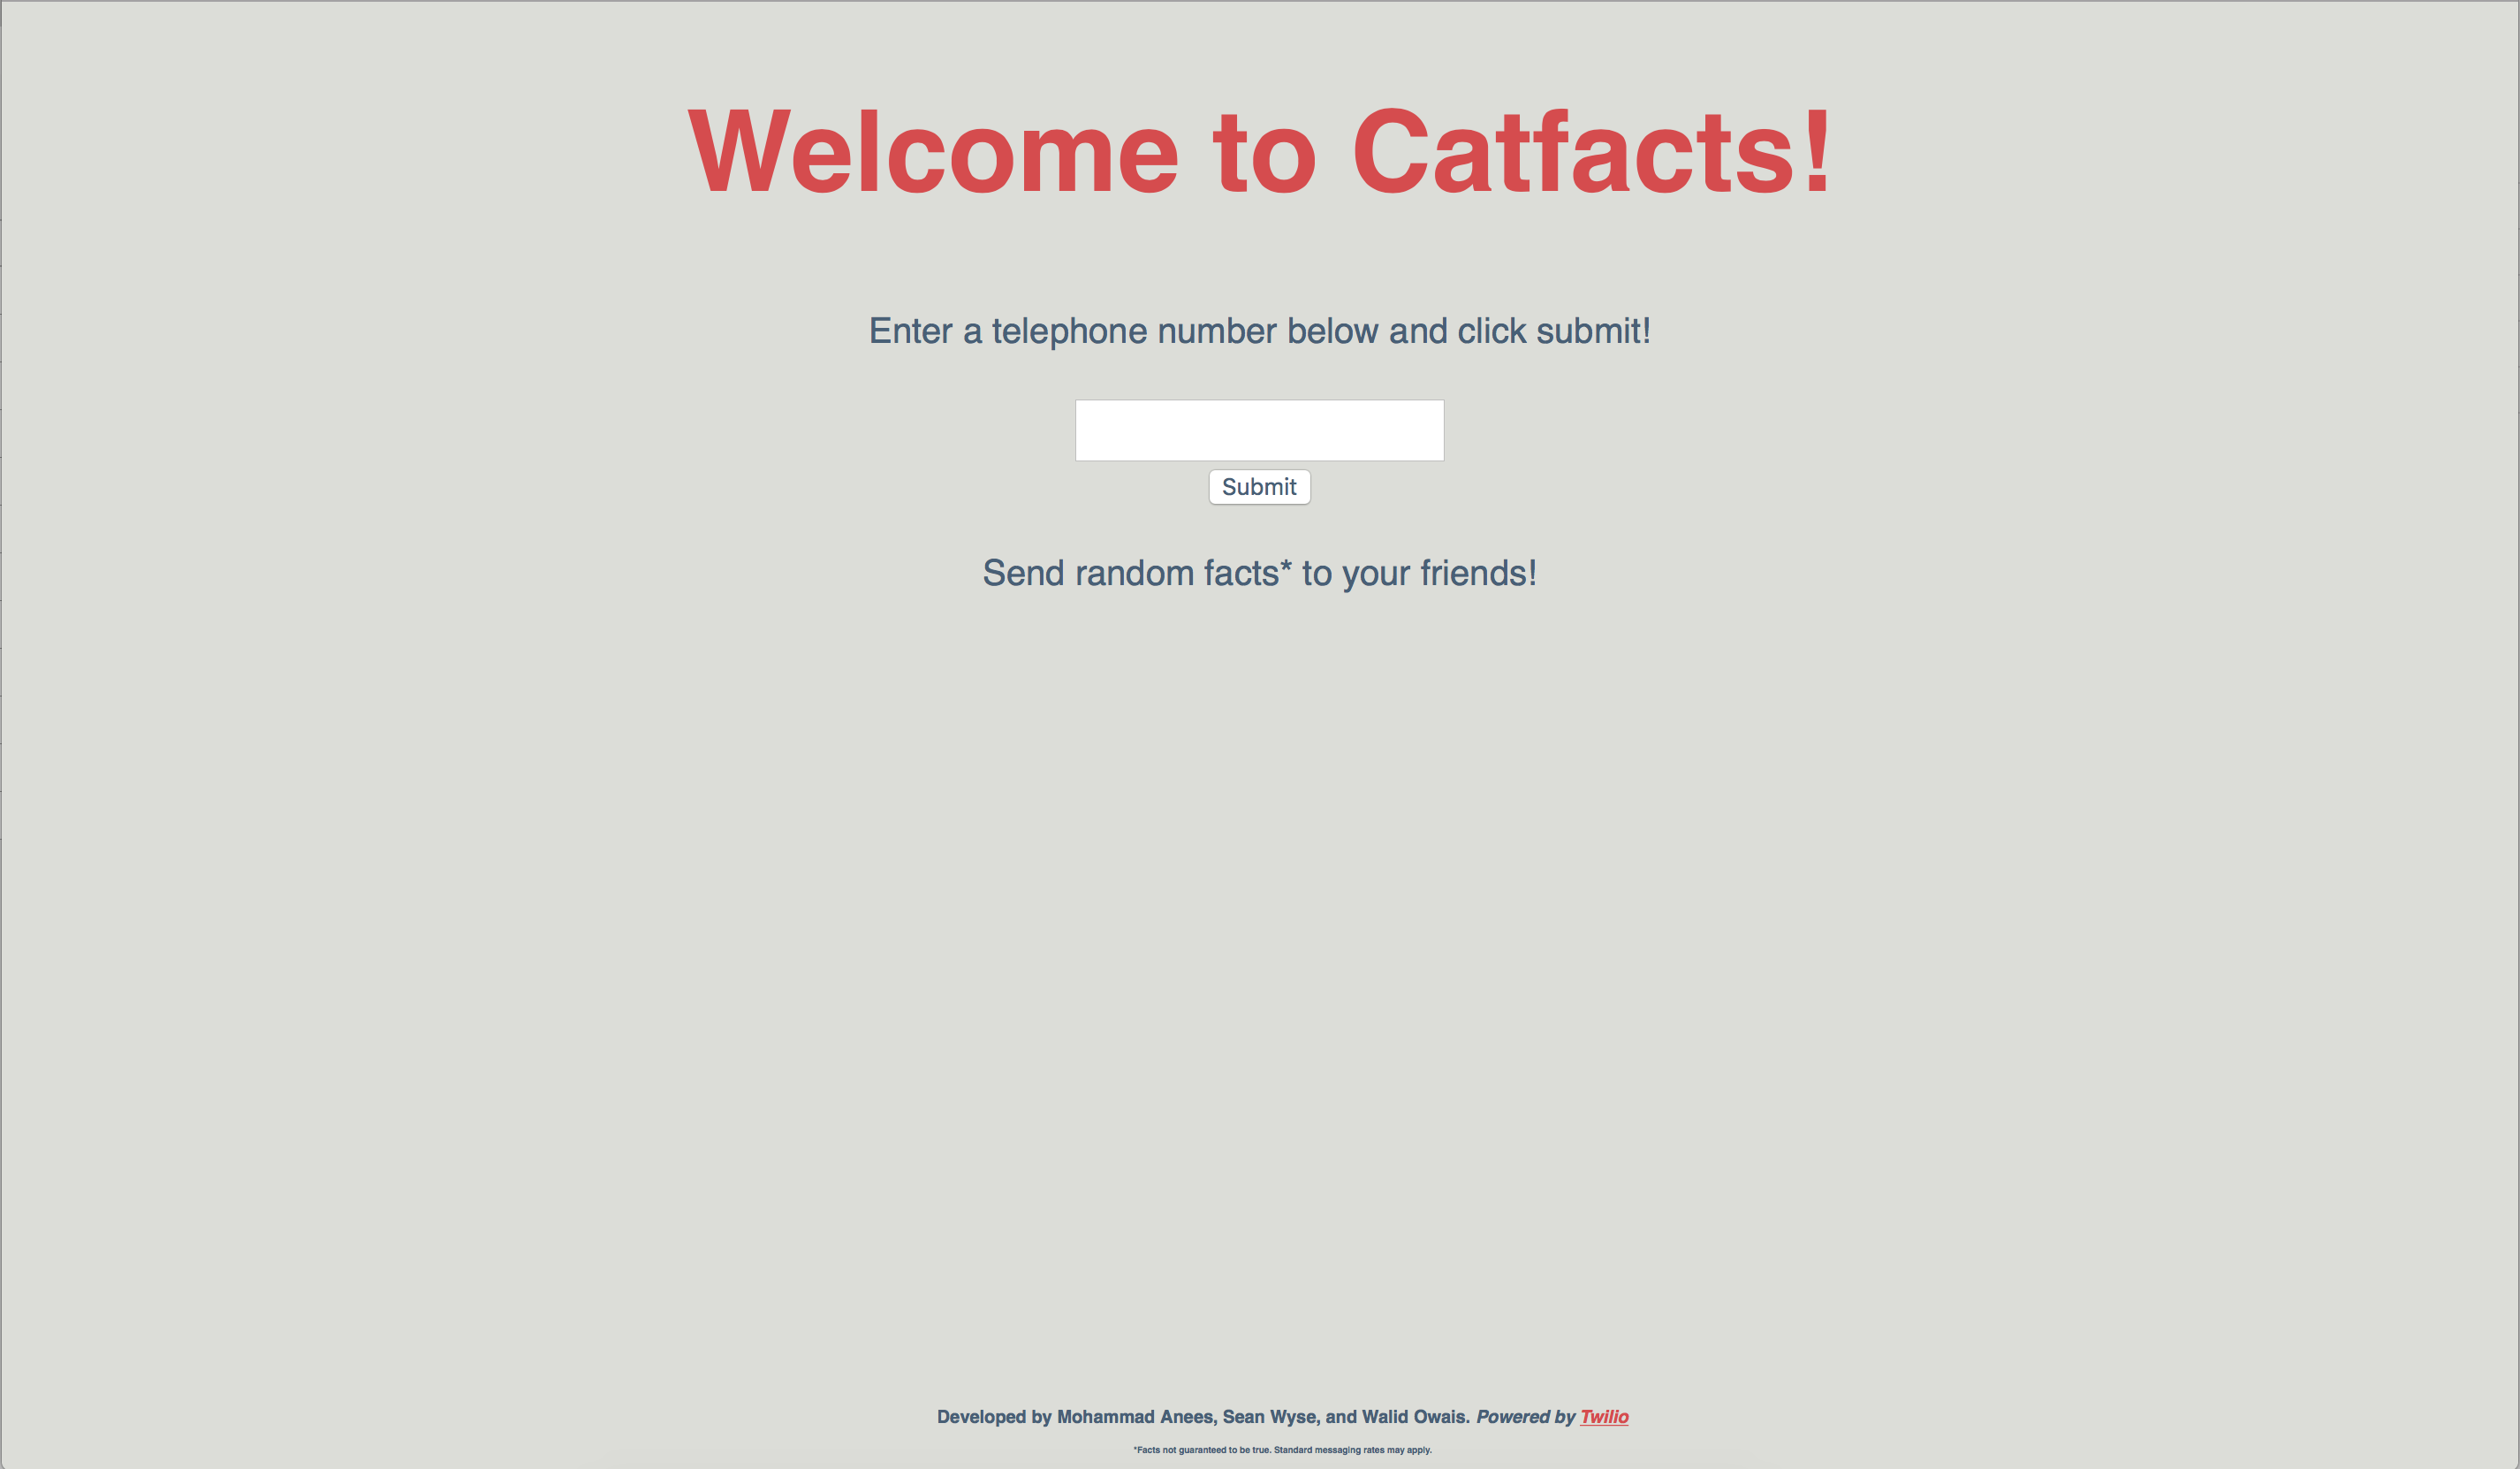 Welcome to Catfacts!
Enter a telephone number below and click submit!
Submit
Send random facts* to your friends!
Developed by Mohammad Anees, Sean Wyse, and Walid Owais. Powered by Twilio
*Facts not guaranteed to be true. Standard messaging rates may apply.